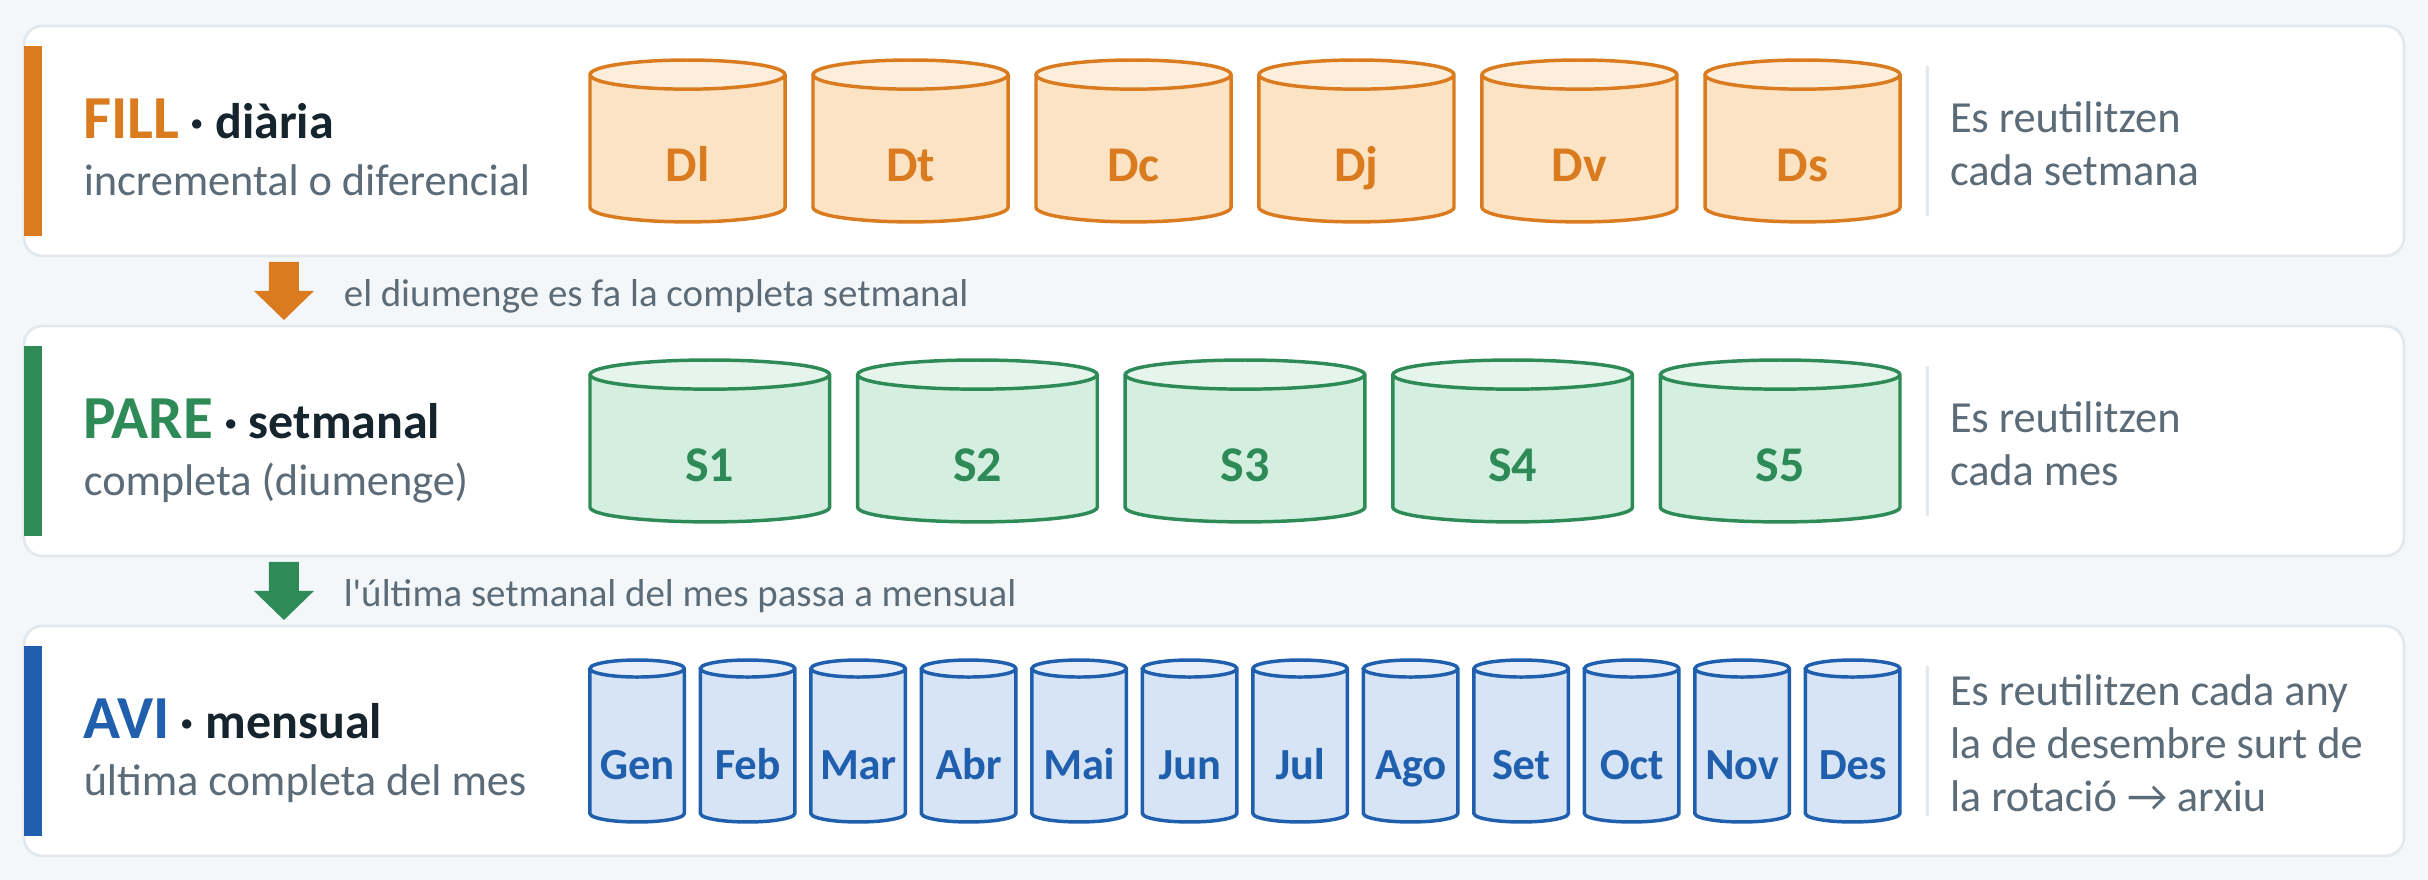 FILL · diària
incremental o diferencial
Dl Dt Dc Dj Dv Ds
Es reutilitzen
cada setmana
el diumenge es fa la completa setmanal
PARE · setmanal
completa (diumenge)
S1 S2 S3 S4 S5
Es reutilitzen
cada mes
l'última setmanal del mes passa a mensual
AVI · mensual
última completa del mes
Gen Feb Mar Abr Mai Jun Jul Ago Set Oct Nov Des
Es reutilitzen cada any
la de desembre surt de
la rotació → arxiu